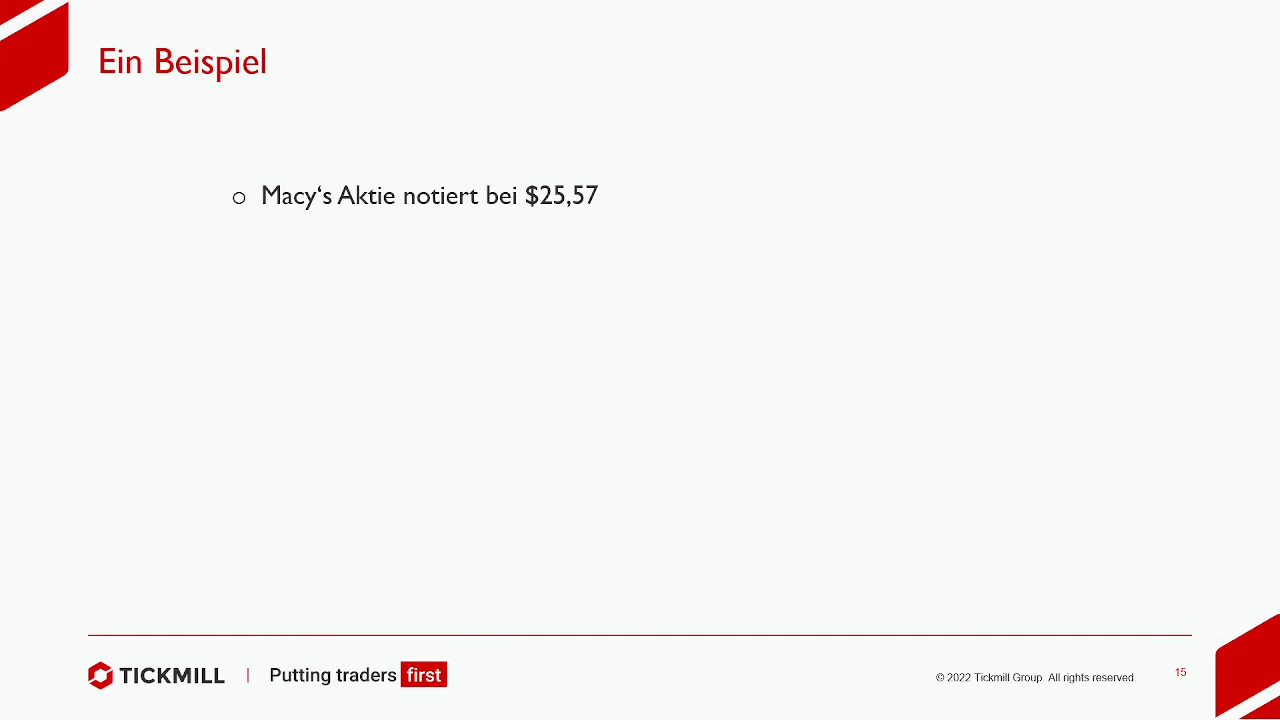 Ein Beispiel
o Macy‘s Aktie notiert bei $25,57
TICKMILL | Putting traders first
© 2022 Tickmill Group. All rights reserved.
15